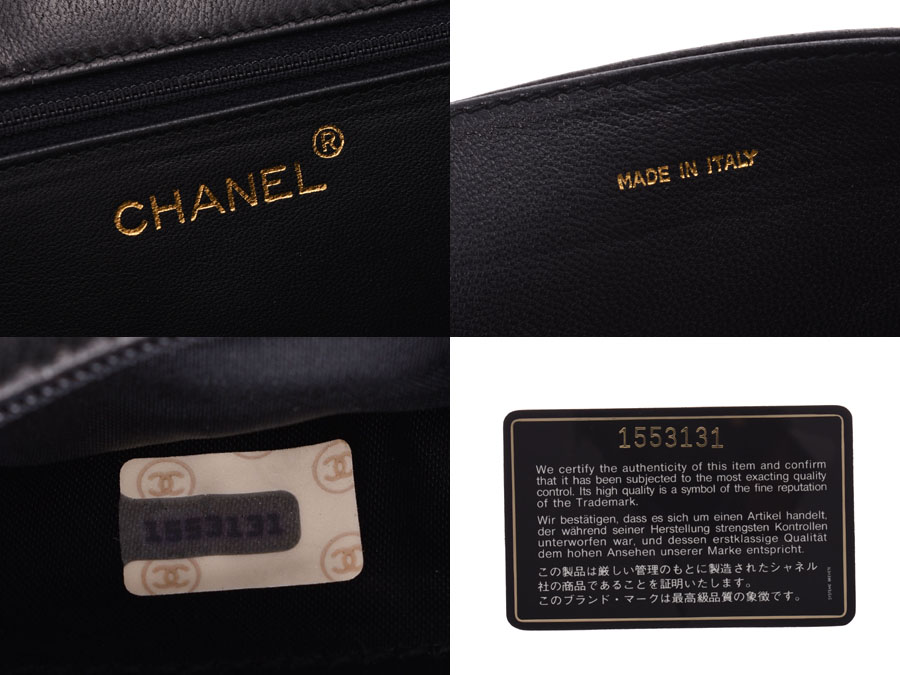 CHANEL®
MADE IN ITALY
1553131
1553131
We certify the authenticity of this item and confirm
that it has been subjected to the most exacting quality
control. Its high quality is a symbol of the fine reputation
of the Trademark.
Wir bestätigen, dass es sich um einen Artikel handelt,
der während seiner Herstellung strengsten Kontrollen
unterworfen war, und dessen erstklassige Qualität
dem hohen Ansehen unserer Marke entspricht.
この製品は厳しい管理のもとに製造されたシャネル
社の商品であることを証明いたします。
このブランド・マークは最高級品質の象徴です。